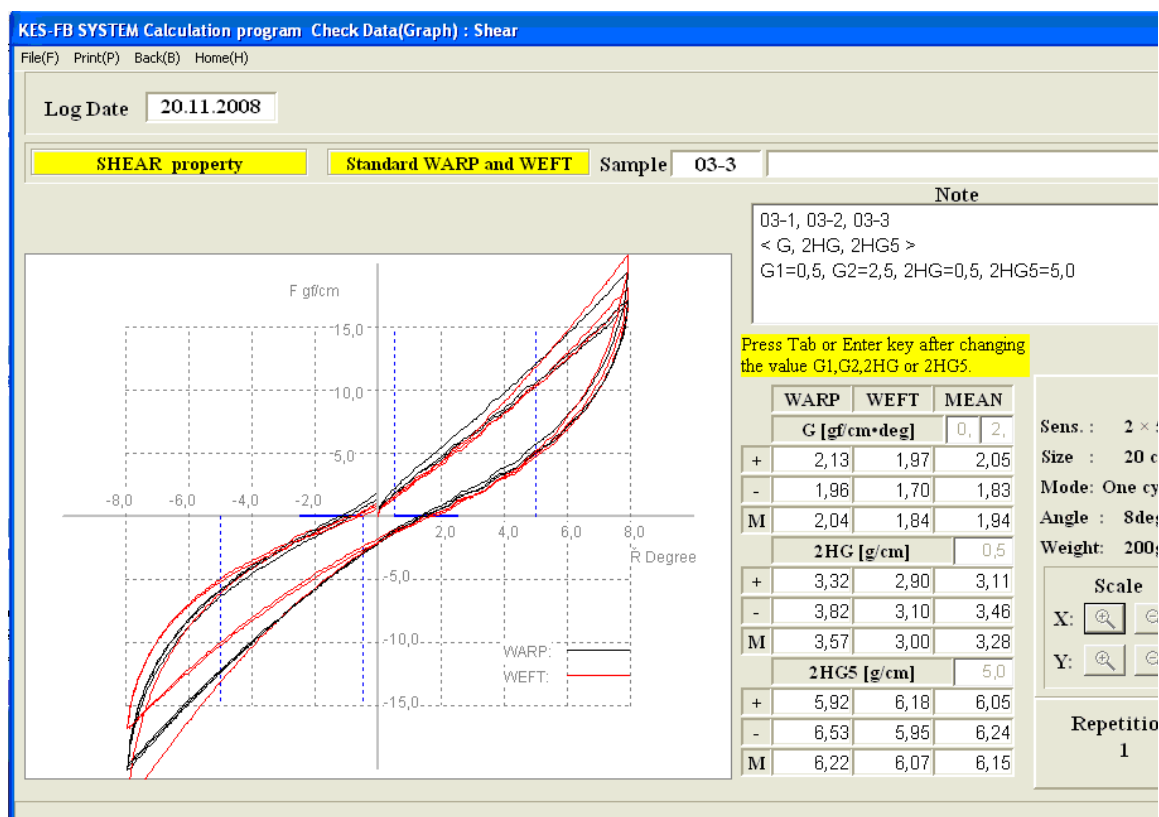 KES-FB SYSTEM Calculation program Check Data(Graph) : Shear
File(F) Print(P) Back(B) Home(H)
Log Date 20.11.2008
SHEAR property Standard WARP and WEFT Sample 03-3
Note
03-1, 03-2, 03-3
< G, 2HG, 2HG5 >
G1=0,5, G2=2,5, 2HG=0,5, 2HG5=5,0
Press Tab or Enter key after changing
the value G1,G2,2HG or 2HG5.
F gf/cm
15,0
10,0
5,0
-8,0 -6,0 -4,0 -2,0
2,0 4,0 6,0 8,0
R Degree
-5,0
-10,0
-15,0
WARP:
WEFT:
WARP WEFT MEAN
G [gf/cm•deg] 0, 2,
+ 2,13 1,97 2,05
- 1,96 1,70 1,83
M 2,04 1,84 1,94
2HG [g/cm] 0,5
+ 3,32 2,90 3,11
- 3,82 3,10 3,46
M 3,57 3,00 3,28
2HG5 [g/cm] 5,0
+ 5,92 6,18 6,05
- 6,53 5,95 6,24
M 6,22 6,07 6,15
Sens. : 2 ×
Size : 20 c
Mode: One cy
Angle : 8deg
Weight: 200g
Scale
X:
Y:
Repetitio
1